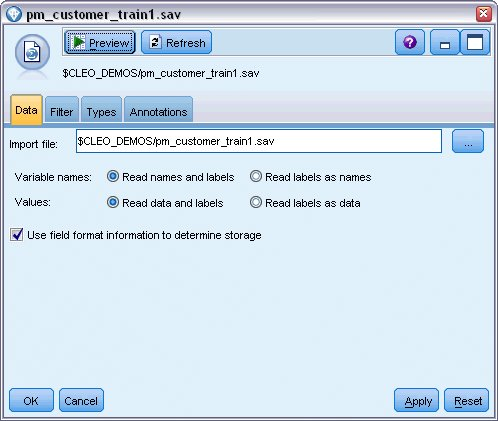 pm_customer_train1.sav
Preview Refresh ?
$CLEO_DEMOS/pm_customer_train1.sav
Data Filter Types Annotations
Import file: $CLEO_DEMOS/pm_customer_train1.sav ...
Variable names: Read names and labels Read labels as names
Values: Read data and labels Read labels as data
Use field format information to determine storage
OK Cancel Apply Reset